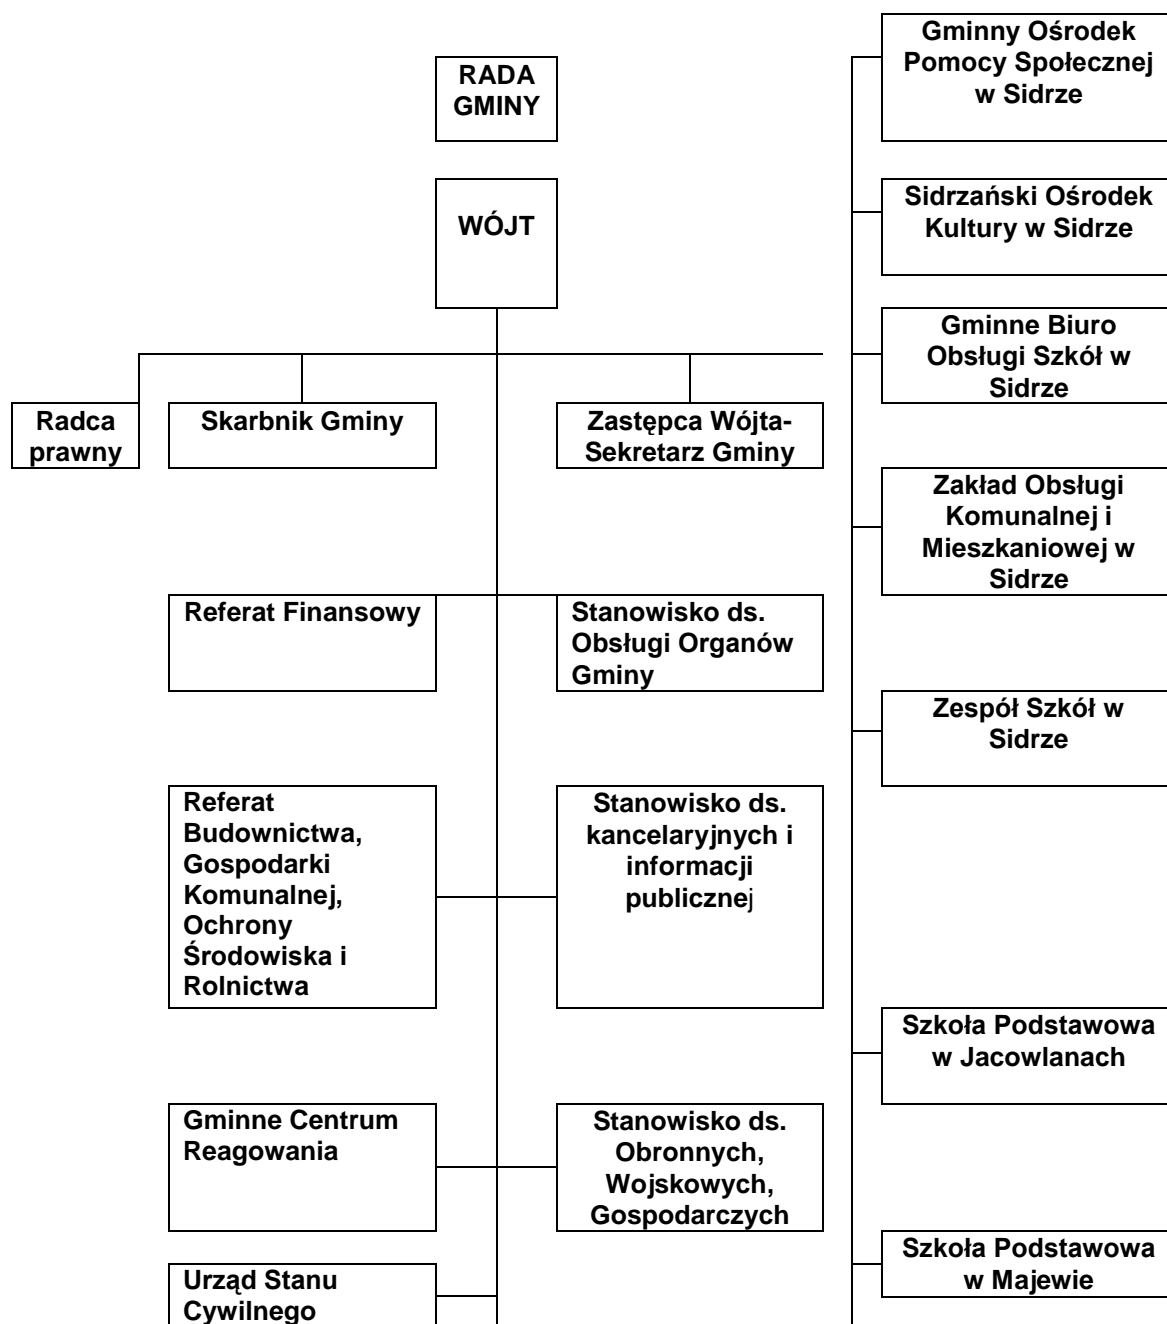 RADA
GMINY
WÓJT
Radca
prawny
Skarbnik Gminy
Zastępca Wójta-
Sekretarz Gminy
Referat Finansowy
Stanowisko ds.
Obsługi Organów
Gminy
Referat
Budownictwa,
Gospodarki
Komunalnej,
Ochrony
Środowiska i
Rolnictwa
Stanowisko ds.
kancelaryjnych i
informacji
publicznej
Gminne Centrum
Reagowania
Stanowisko ds.
Obronnych,
Wojskowych,
Gospodarczych
Urząd Stanu
Cywilnego
Gminny Ośrodek
Pomocy Społecznej
w Sidrze
Sidrzański Ośrodek
Kultury w Sidrze
Gminne Biuro
Obsługi Szkół w
Sidrze
Zakład Obsługi
Komunalnej i
Mieszkaniowej w
Sidrze
Zespół Szkół w
Sidrze
Szkoła Podstawowa
w Jacowlanach
Szkoła Podstawowa
w Majewie